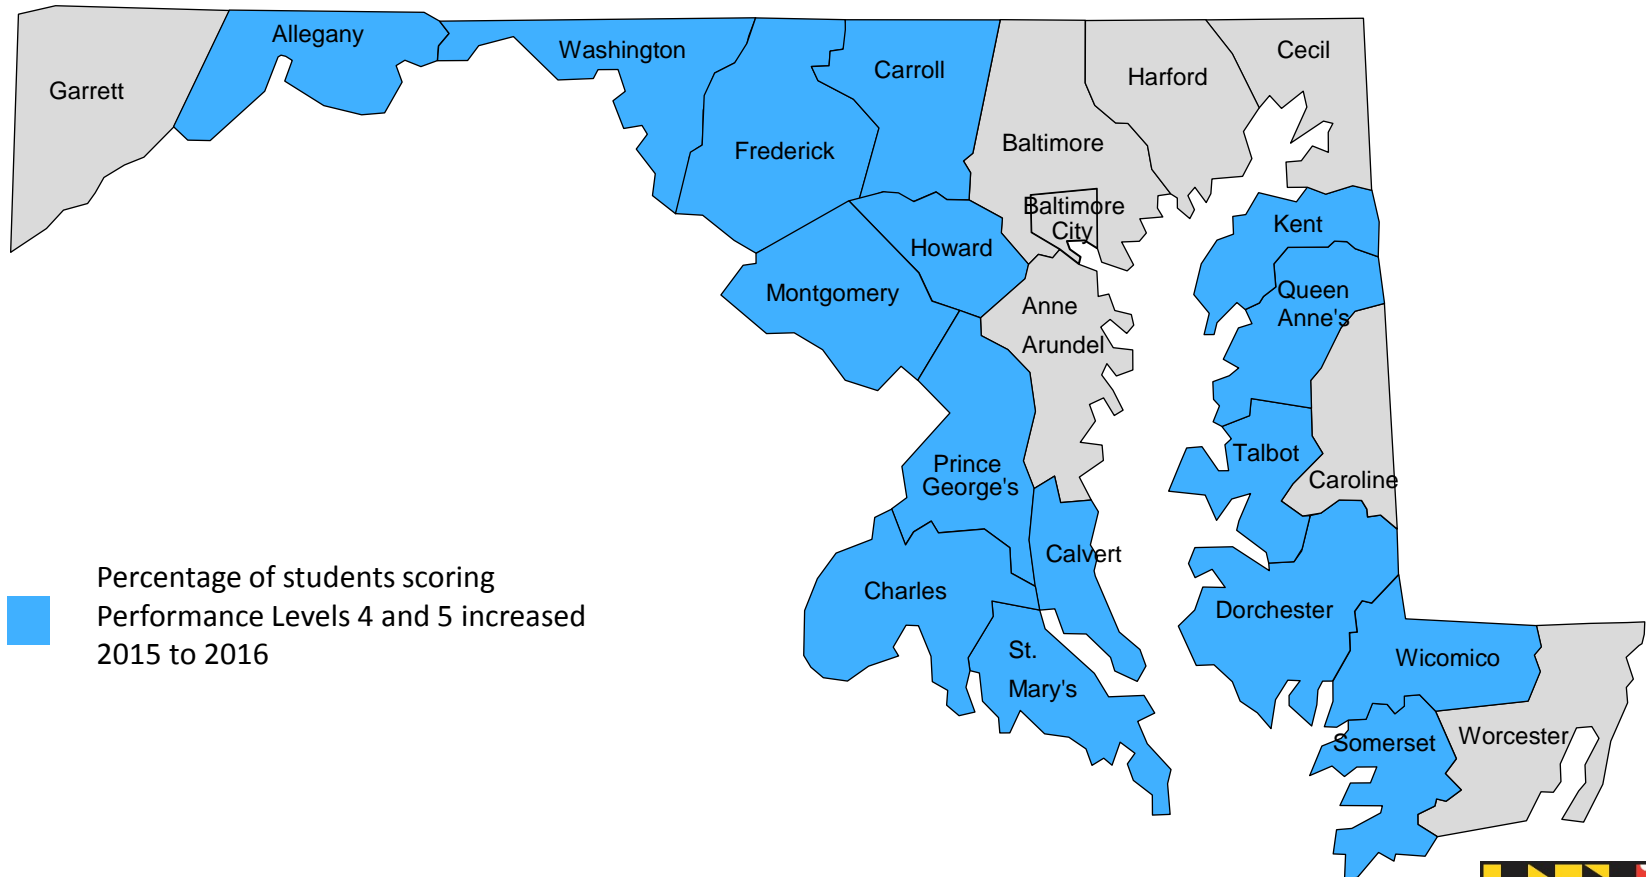 Allegany
Washington
Garrett
Carroll
Cecil
Harford
Frederick
Baltimore
Baltimore
City
Howard
Kent
Montgomery
Queen
Anne's
Anne
Arundel
Talbot
Caroline
Prince
George's
Calvert
Charles
Dorchester
St.
Mary's
Wicomico
Somerset
Worcester
Percentage of students scoring
Performance Levels 4 and 5 increased
2015 to 2016